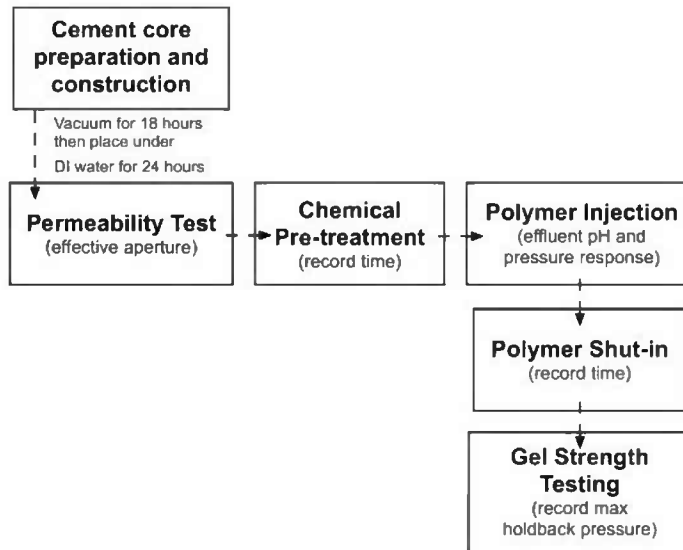 Cement core
preparation and
construction
Vacuum for 18 hours
then place under
DI water for 24 hours
Permeability Test
(effective aperture)
Chemical
Pre-treatment
(record time)
Polymer Injection
(effluent pH and
pressure response)
Polymer Shut-in
(record time)
Gel Strength
Testing
(record max
holdback pressure)